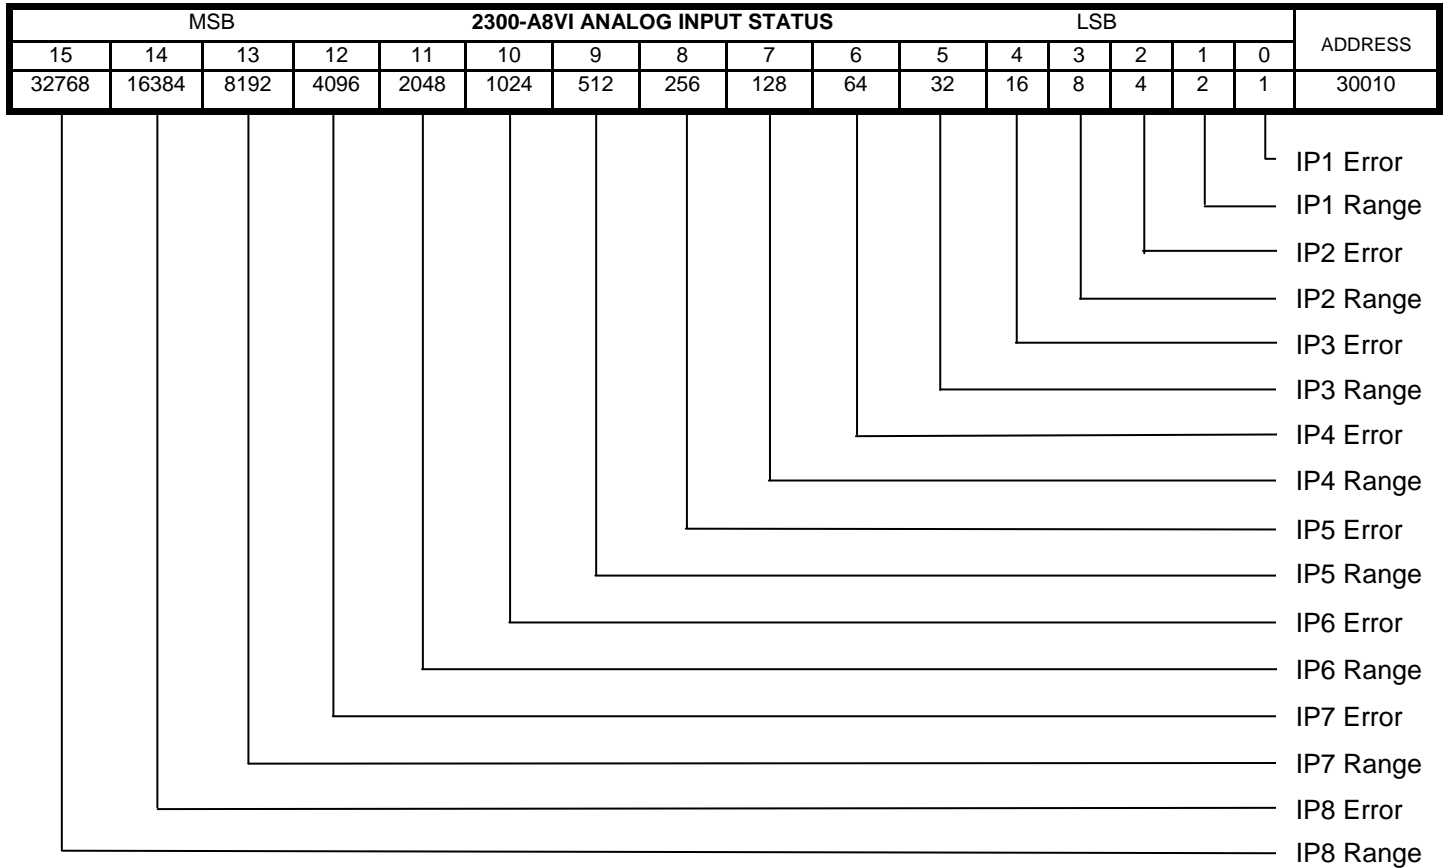 MSB 2300-A8VI ANALOG INPUT STATUS LSB ADDRESS
15 14 13 12 11 10 9 8 7 6 5 4 3 2 1 0
32768 16384 8192 4096 2048 1024 512 256 128 64 32 16 8 4 2 1 30010
IP1 Error
IP1 Range
IP2 Error
IP2 Range
IP3 Error
IP3 Range
IP4 Error
IP4 Range
IP5 Error
IP5 Range
IP6 Error
IP6 Range
IP7 Error
IP7 Range
IP8 Error
IP8 Range